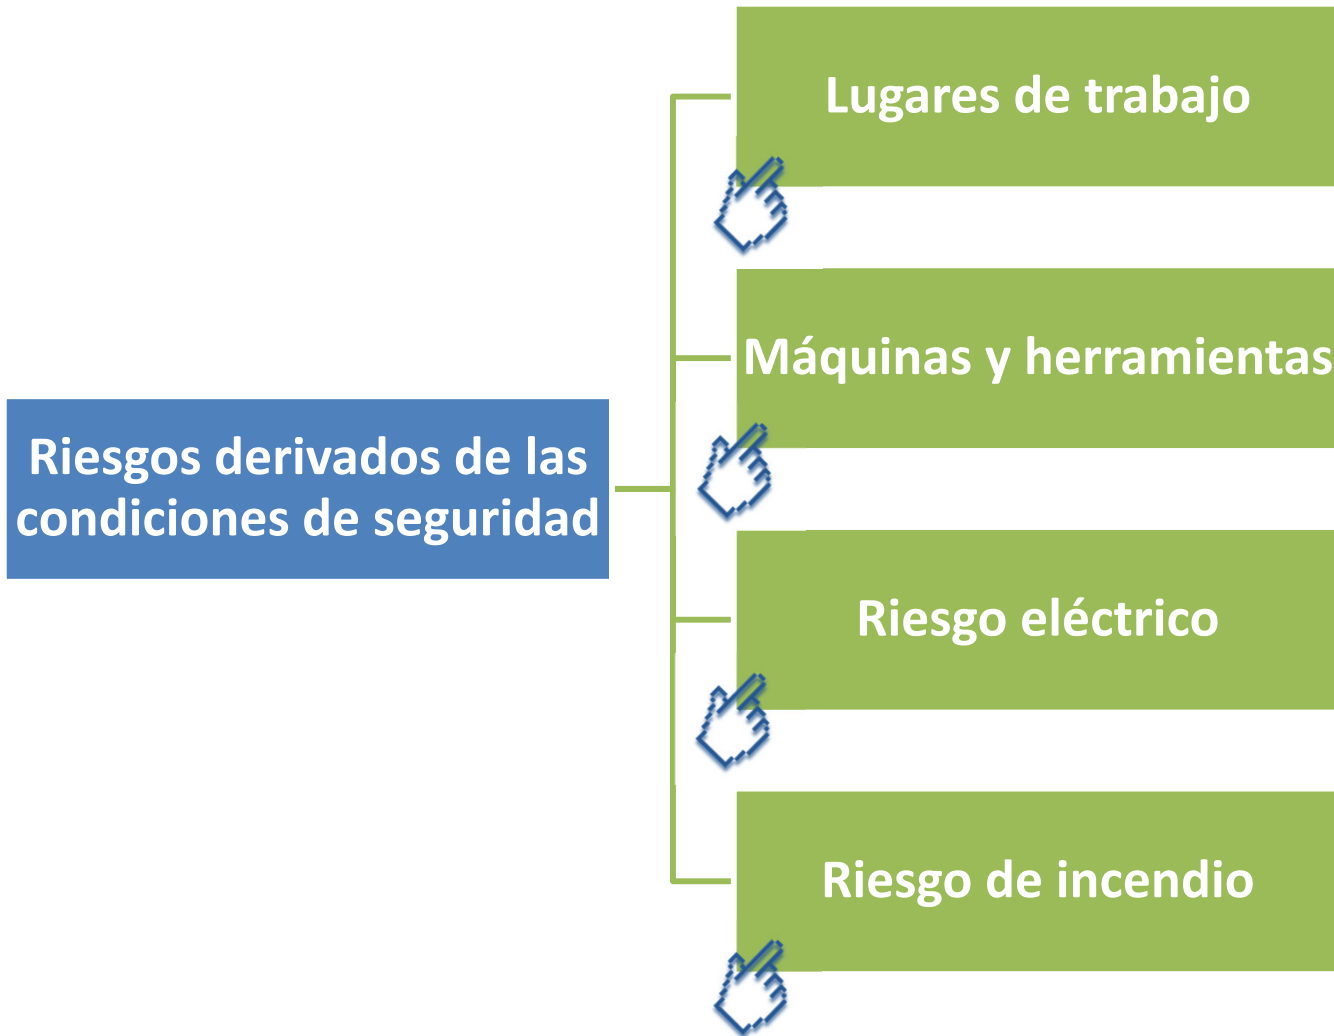 Lugares de trabajo
Máquinas y herramientas
Riesgos derivados de las
condiciones de seguridad
Riesgo eléctrico
Riesgo de incendio